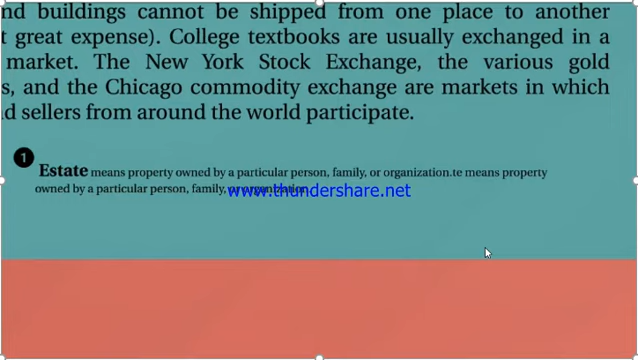 nd buildings cannot be shipped from one place to another
t great expense). College textbooks are usually exchanged in a
market. The New York Stock Exchange, the various gold
s, and the Chicago commodity exchange are markets in which
d sellers from around the world participate.
1
Estate means property owned by a particular person, family, or organization.te means property
owned by a particular person, family, or organization.
www.thundershare.net